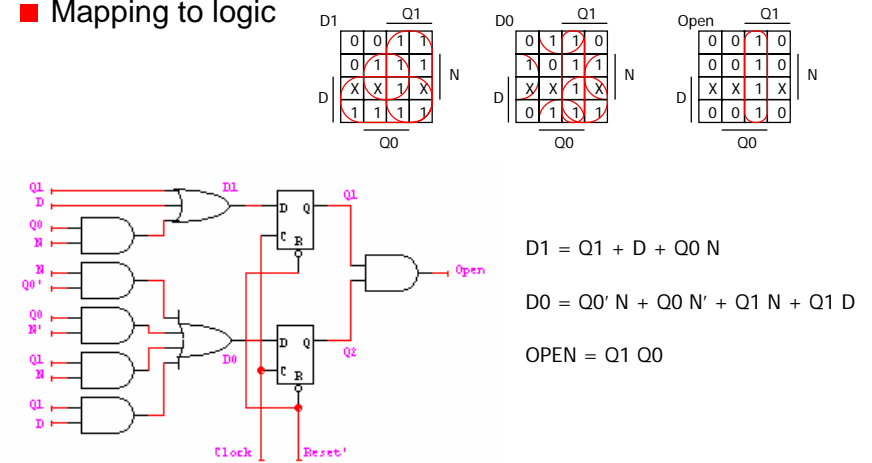 Mapping to logic
D1 Q1
0 0 1 1
0 1 1 1
X X 1 X
1 1 1 1
D
N
Q0
D0 Q1
0 1 1 0
1 0 1 1
X X 1 X
0 1 1 1
D
N
Q0
Open Q1
0 0 1 0
0 0 1 0
X X 1 X
0 0 1 0
D
N
Q0
Q1
D
Q0
N
N
Q0'
Q0
N'
Q1
N
Q1
D
D1
D0
D Q
C
R
Q1
D Q
C
R
Q2
Open
Clock
Reset'
D1 = Q1 + D + Q0 N
D0 = Q0′ N + Q0 N′ + Q1 N + Q1 D
OPEN = Q1 Q0